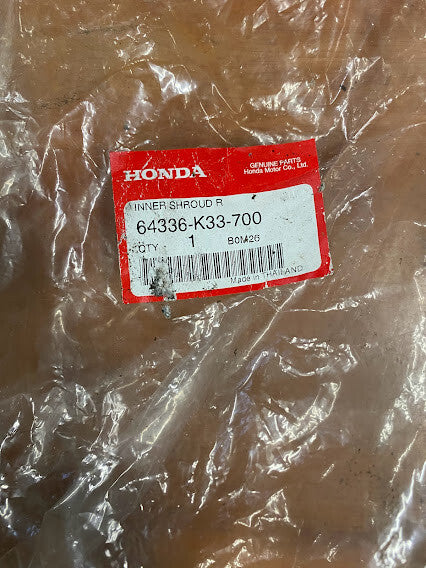 HONDA
GENUINE PARTS
Honda Motor Co., Ltd.
INNER SHROUD R
64336-K33-700
QTY 1 B0M26
Made in THAILAND